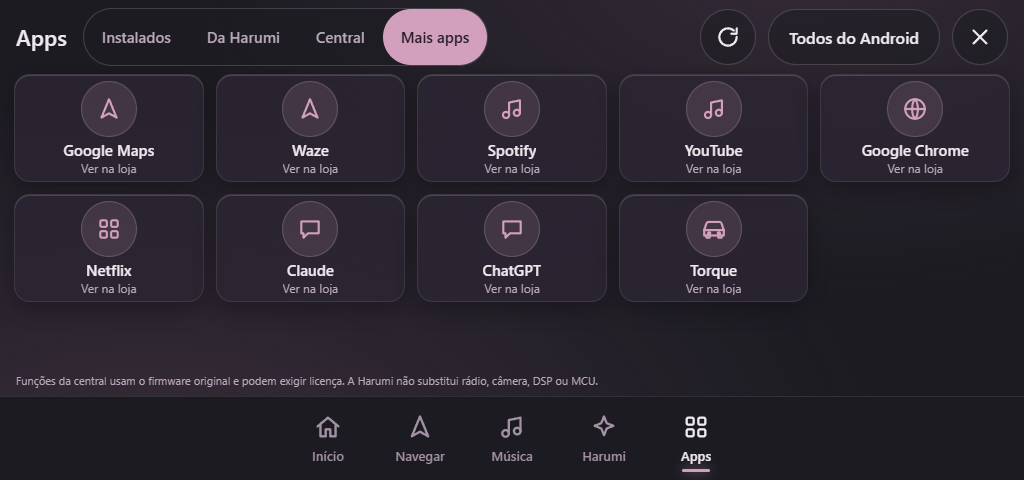 Apps
Instalados
Da Harumi
Central
Mais apps
Todos do Android
Google Maps
Ver na loja
Waze
Ver na loja
Spotify
Ver na loja
YouTube
Ver na loja
Google Chrome
Ver na loja
Netflix
Ver na loja
Claude
Ver na loja
ChatGPT
Ver na loja
Torque
Ver na loja
Funções da central usam o firmware original e podem exigir licença. A Harumi não substitui rádio, câmera, DSP ou MCU.
Início
Navegar
Música
Harumi
Apps